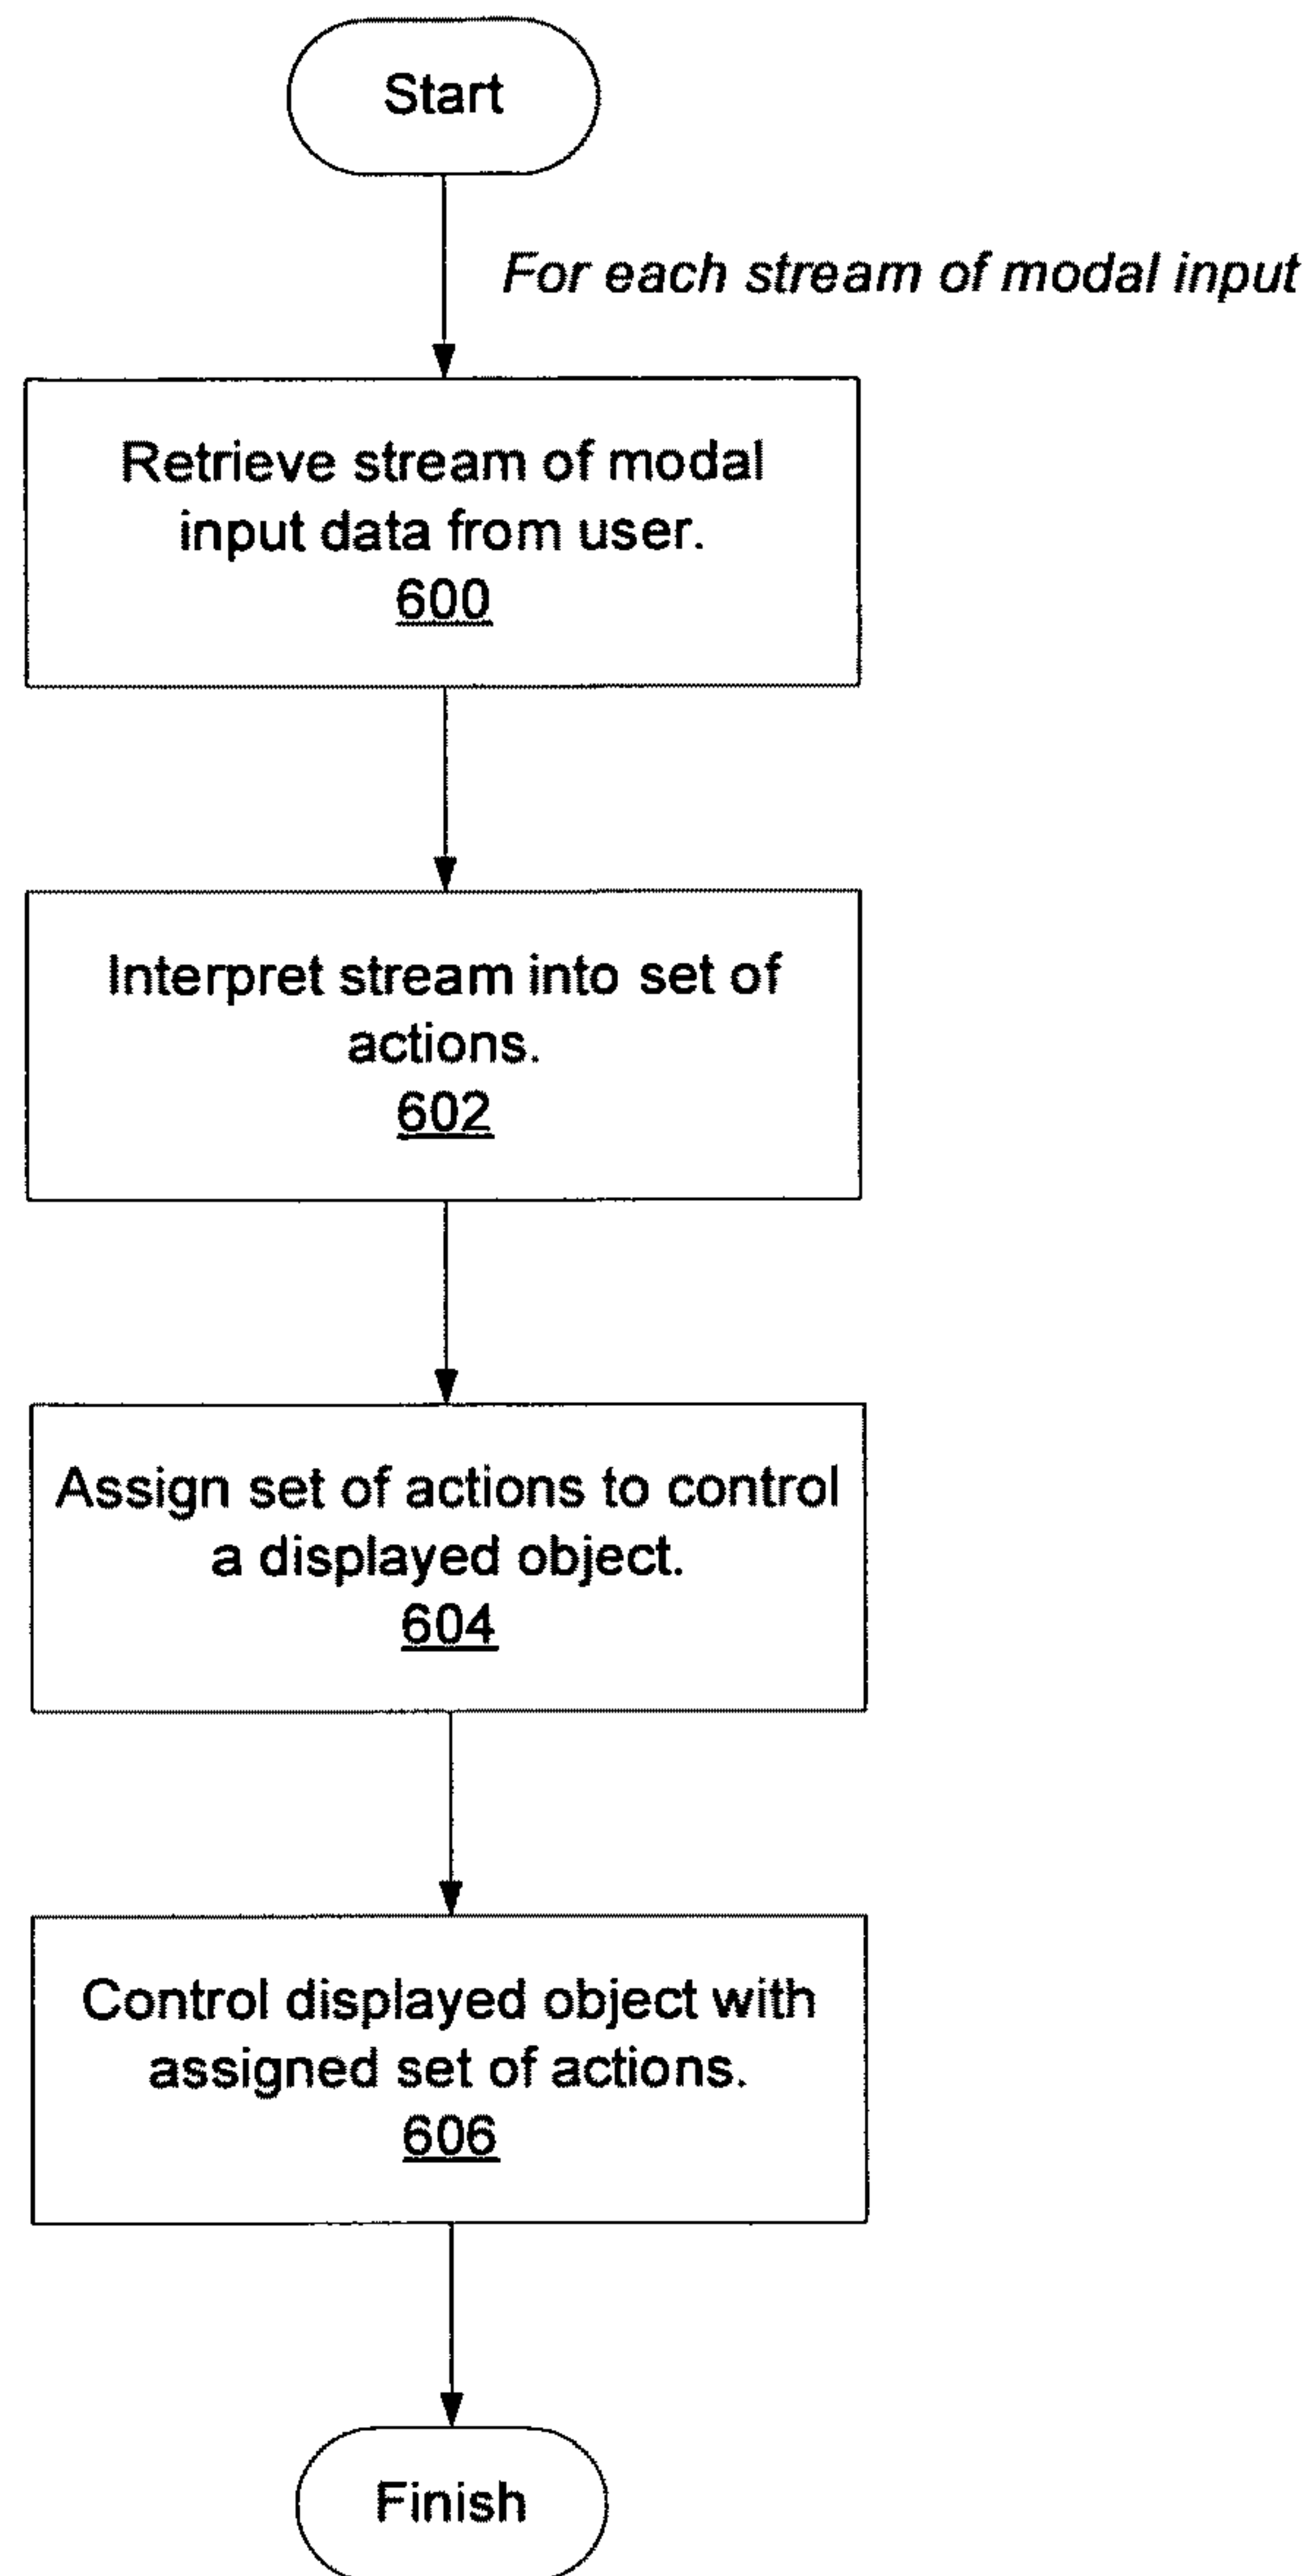 Start
For each stream of modal input
Retrieve stream of modal
input data from user.
600
Interpret stream into set of
actions.
602
Assign set of actions to control
a displayed object.
604
Control displayed object with
assigned set of actions.
606
Finish